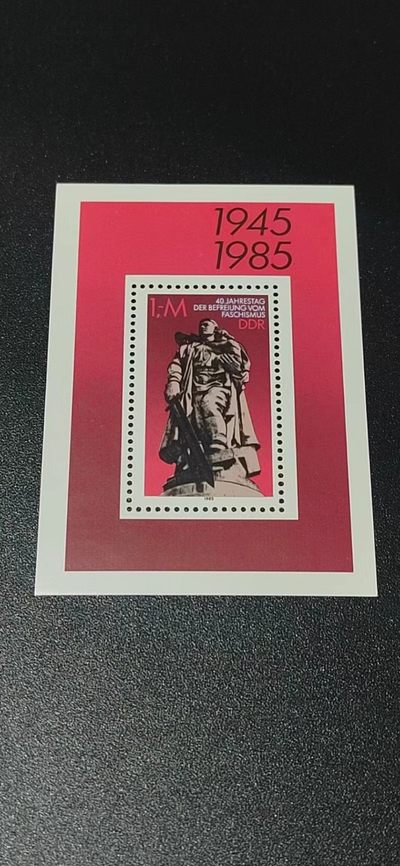 1945
1985
1,-M
40. JAHRESTAG
DER BEFREIUNG VOM
FASCHISMUS
DDR
1985